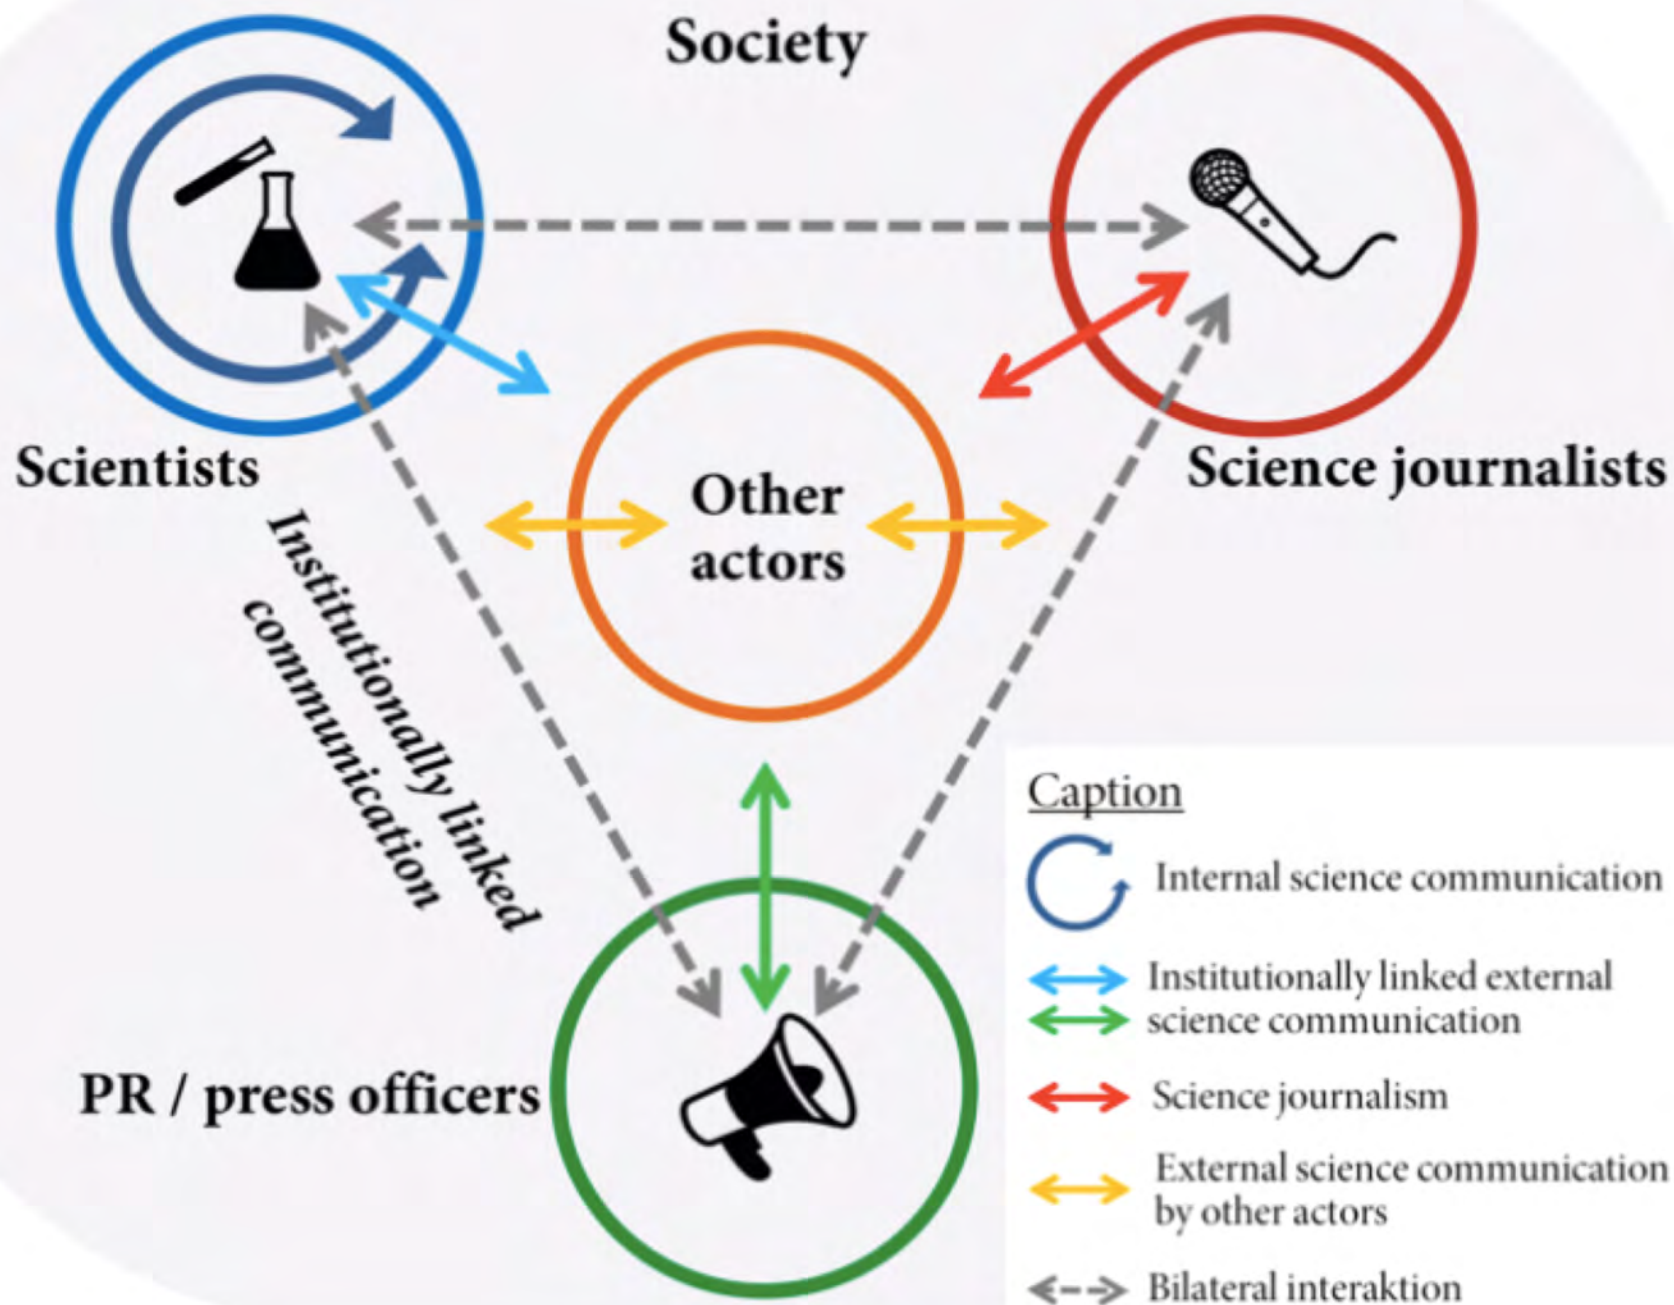 Society
Scientists
Science journalists
Other
actors
Institutionally linked
communication
PR / press officers
Caption
Internal science communication
Institutionally linked external
science communication
Science journalism
External science communication
by other actors
Bilateral interaktion